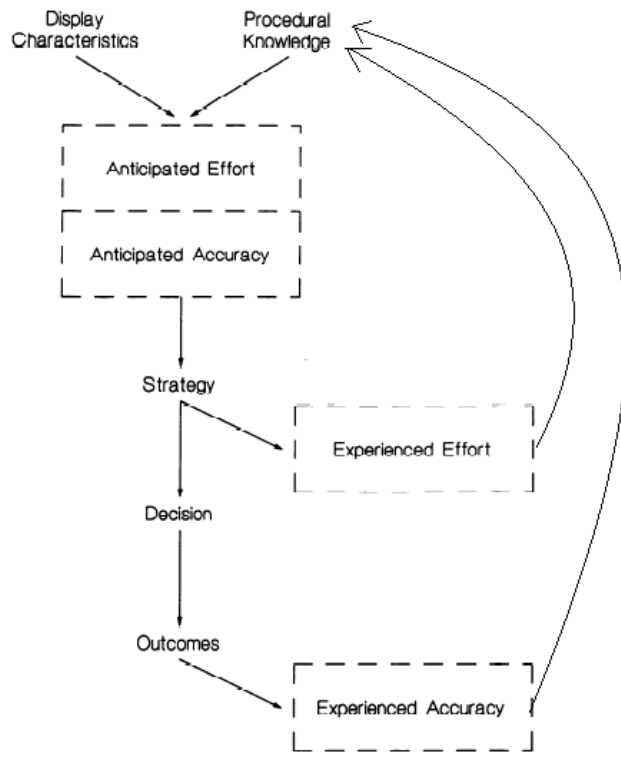 Display
Characteristics
Procedural
Knowledge
Anticipated Effort
Anticipated Accuracy
Strategy
Experienced Effort
Decision
Outcomes
Experienced Accuracy